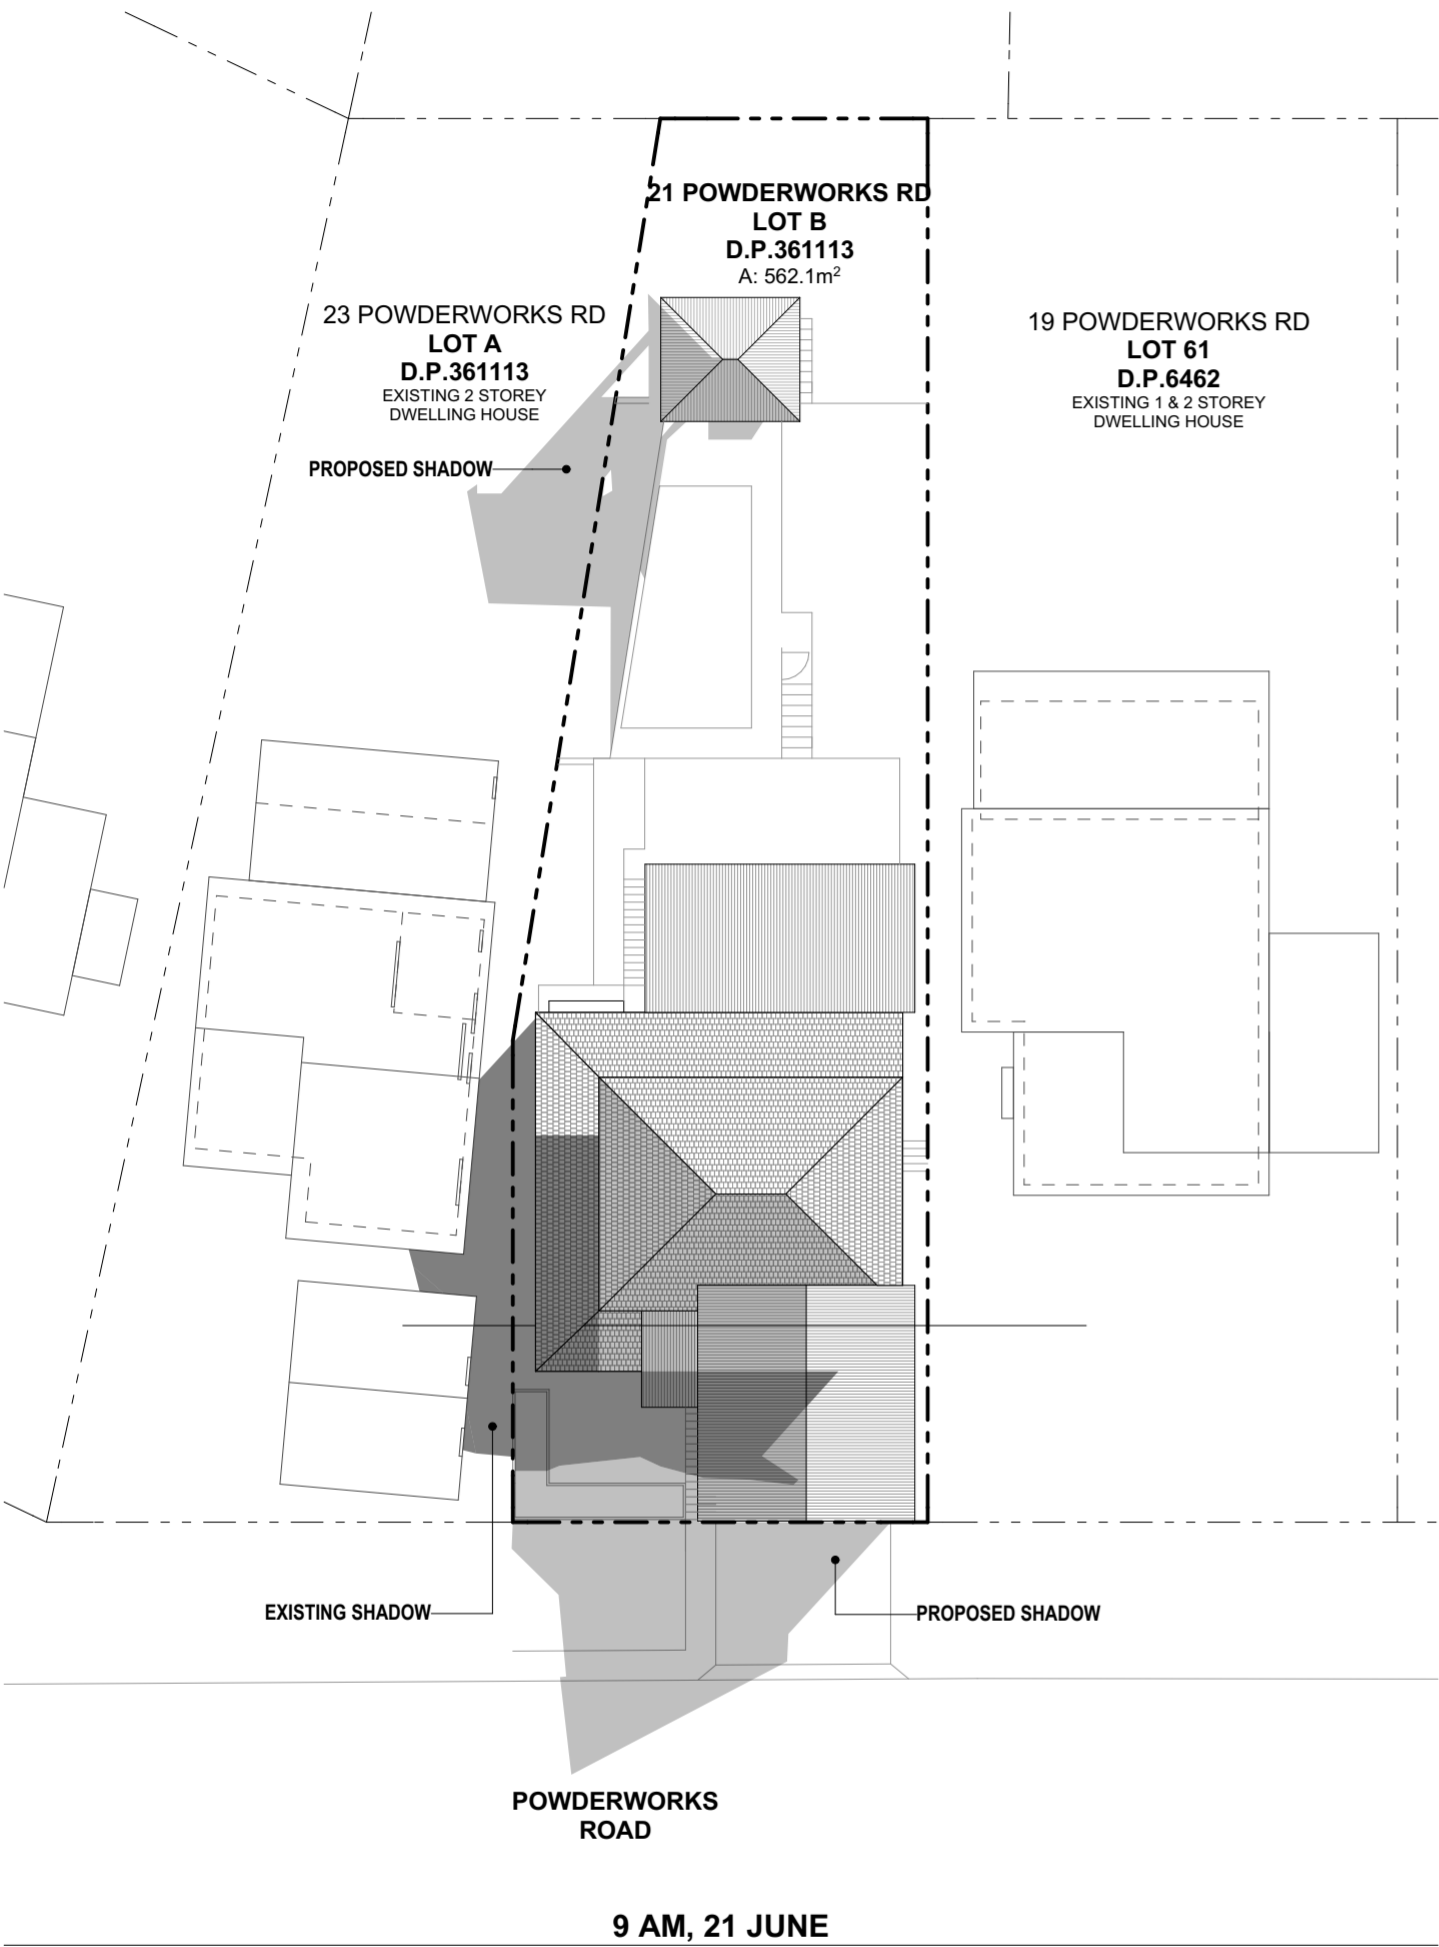 21 POWDERWORKS RD
LOT B
D.P.361113
A: 562.1m²
23 POWDERWORKS RD
LOT A
D.P.361113
EXISTING 2 STOREY
DWELLING HOUSE
19 POWDERWORKS RD
LOT 61
D.P.6462
EXISTING 1 & 2 STOREY
DWELLING HOUSE
PROPOSED SHADOW
EXISTING SHADOW
PROPOSED SHADOW
POWDERWORKS
ROAD
9 AM, 21 JUNE